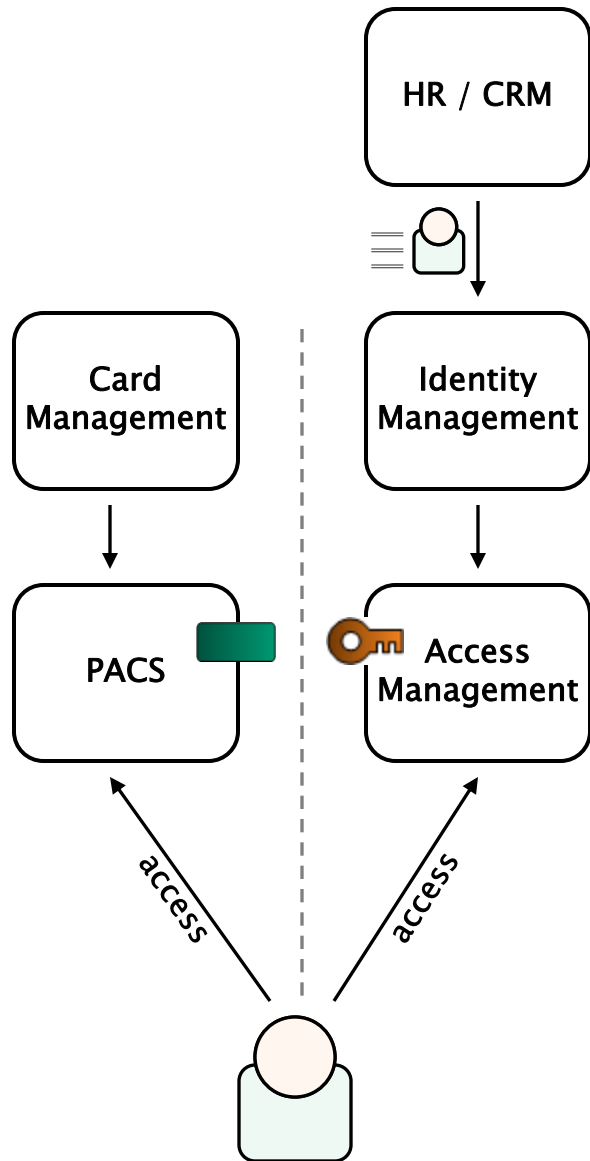 HR / CRM
Card
Management
Identity
Management
PACS
Access
Management
access
access